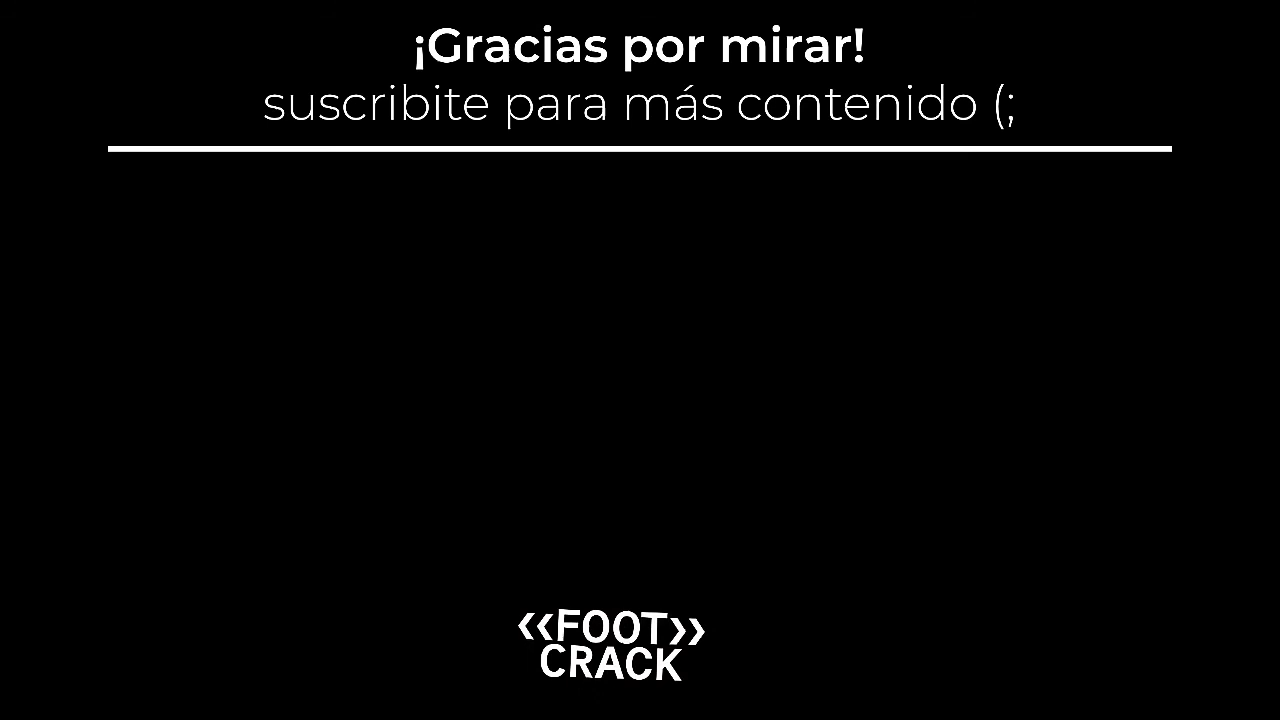 ¡Gracias por mirar!
suscribite para más contenido (;
‹‹FOOT››
CRACK